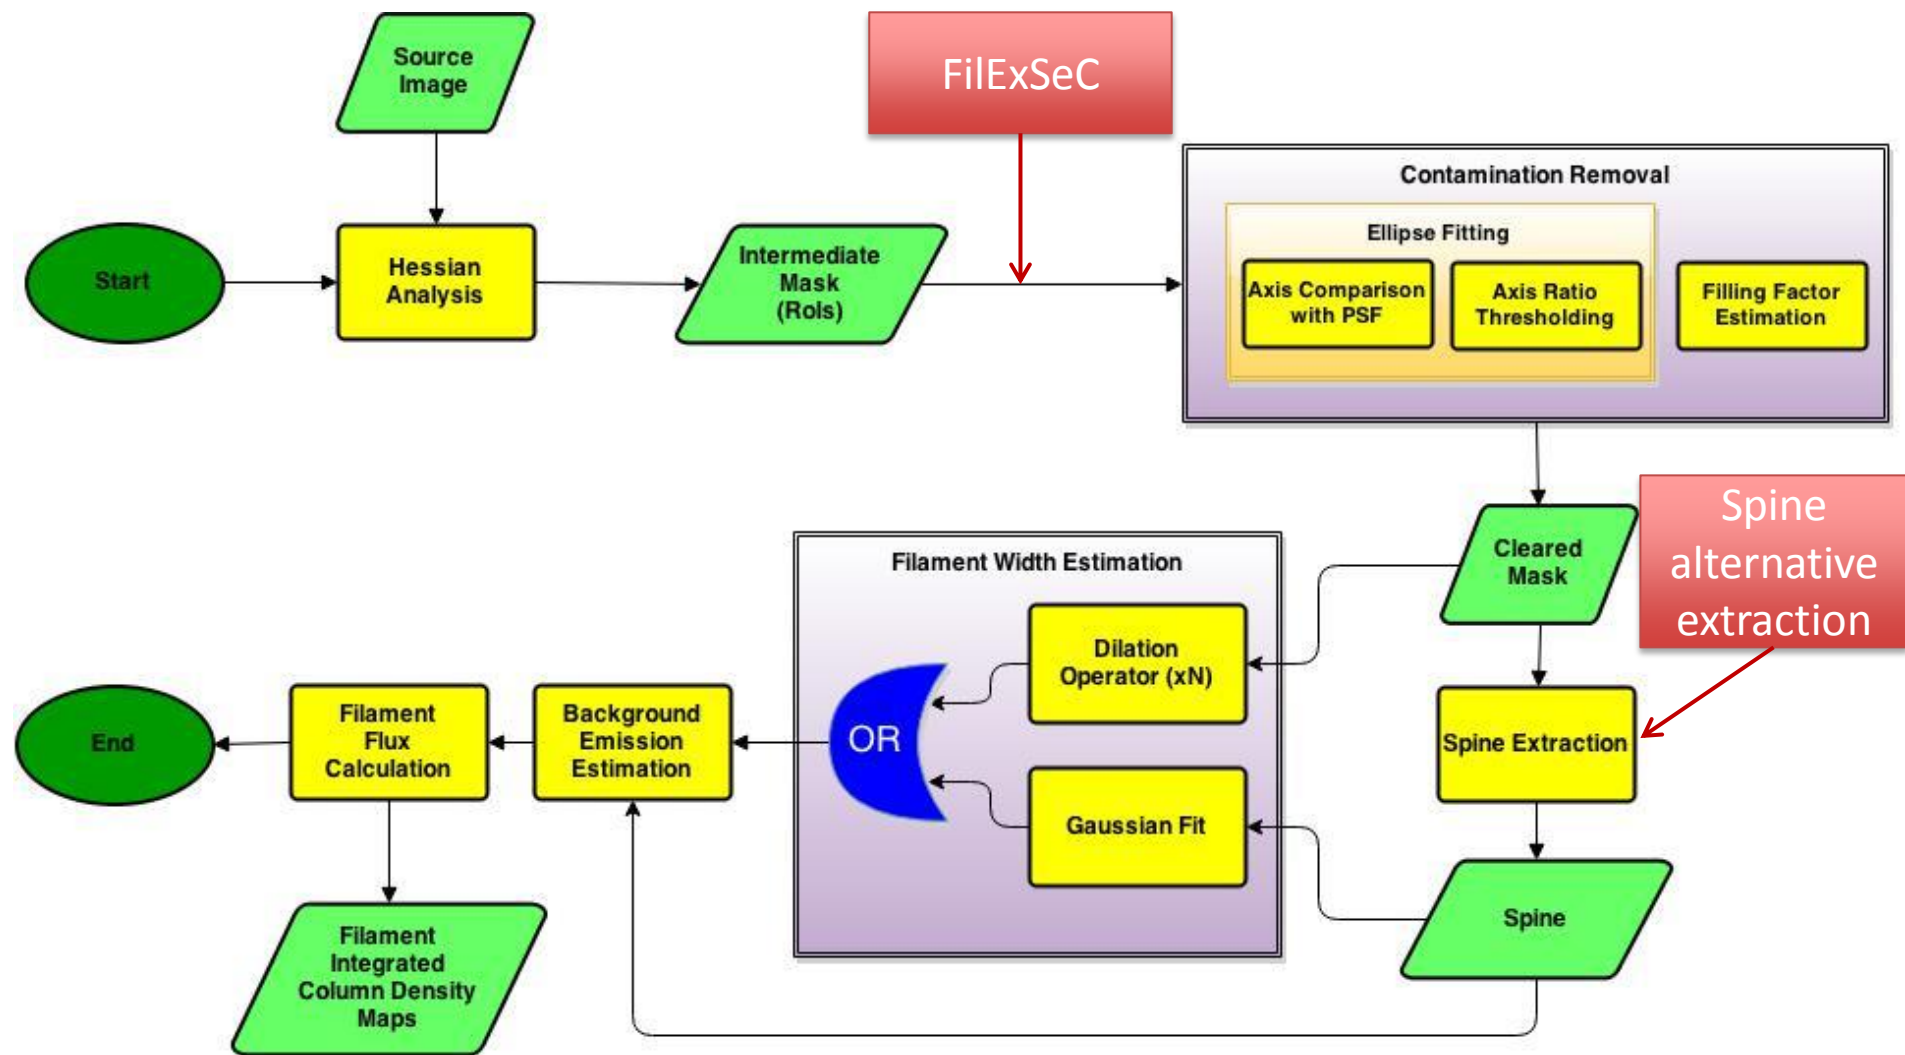 Source
Image
FilExSeC
Contamination Removal
Ellipse Fitting
Axis Comparison
with PSF
Axis Ratio
Thresholding
Filling Factor
Estimation
Start
Hessian
Analysis
Intermediate
Mask
(RoIs)
Cleared
Mask
Spine
alternative
extraction
Filament Width Estimation
Dilation
Operator (xN)
OR
Gaussian Fit
Spine Extraction
Spine
Background
Emission
Estimation
Filament
Flux
Calculation
End
Filament
Integrated
Column Density
Maps